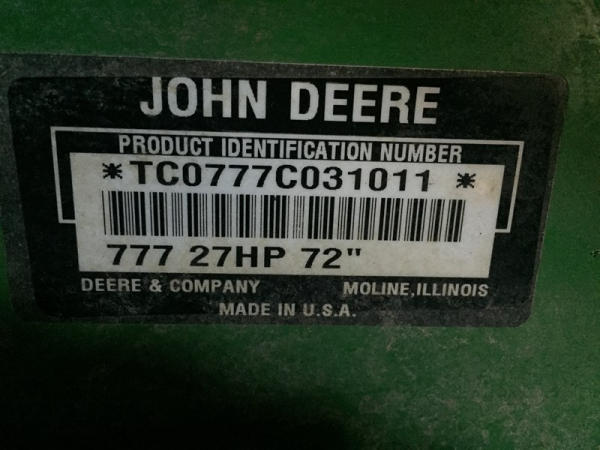 JOHN DEERE
PRODUCT IDENTIFICATION NUMBER
*TC0777C031011 *
777 27HP 72"
DEERE & COMPANY MOLINE,ILLINOIS
MADE IN U.S.A.